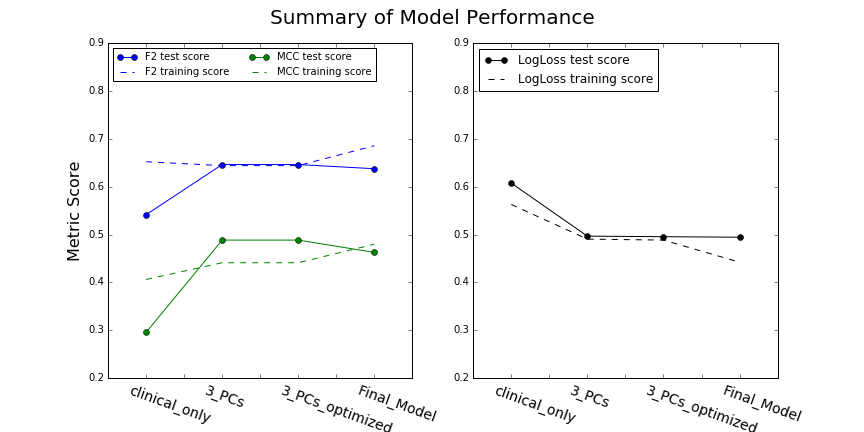 Summary of Model Performance
Metric Score
0.9
0.8
0.7
0.6
0.5
0.4
0.3
0.2
F2 test score
F2 training score
MCC test score
MCC training score
clinical_only
3_PCs
3_PCs_optimized
Final_Model
0.9
0.8
0.7
0.6
0.5
0.4
0.3
0.2
LogLoss test score
LogLoss training score
clinical_only
3_PCs
3_PCs_optimized
Final_Model